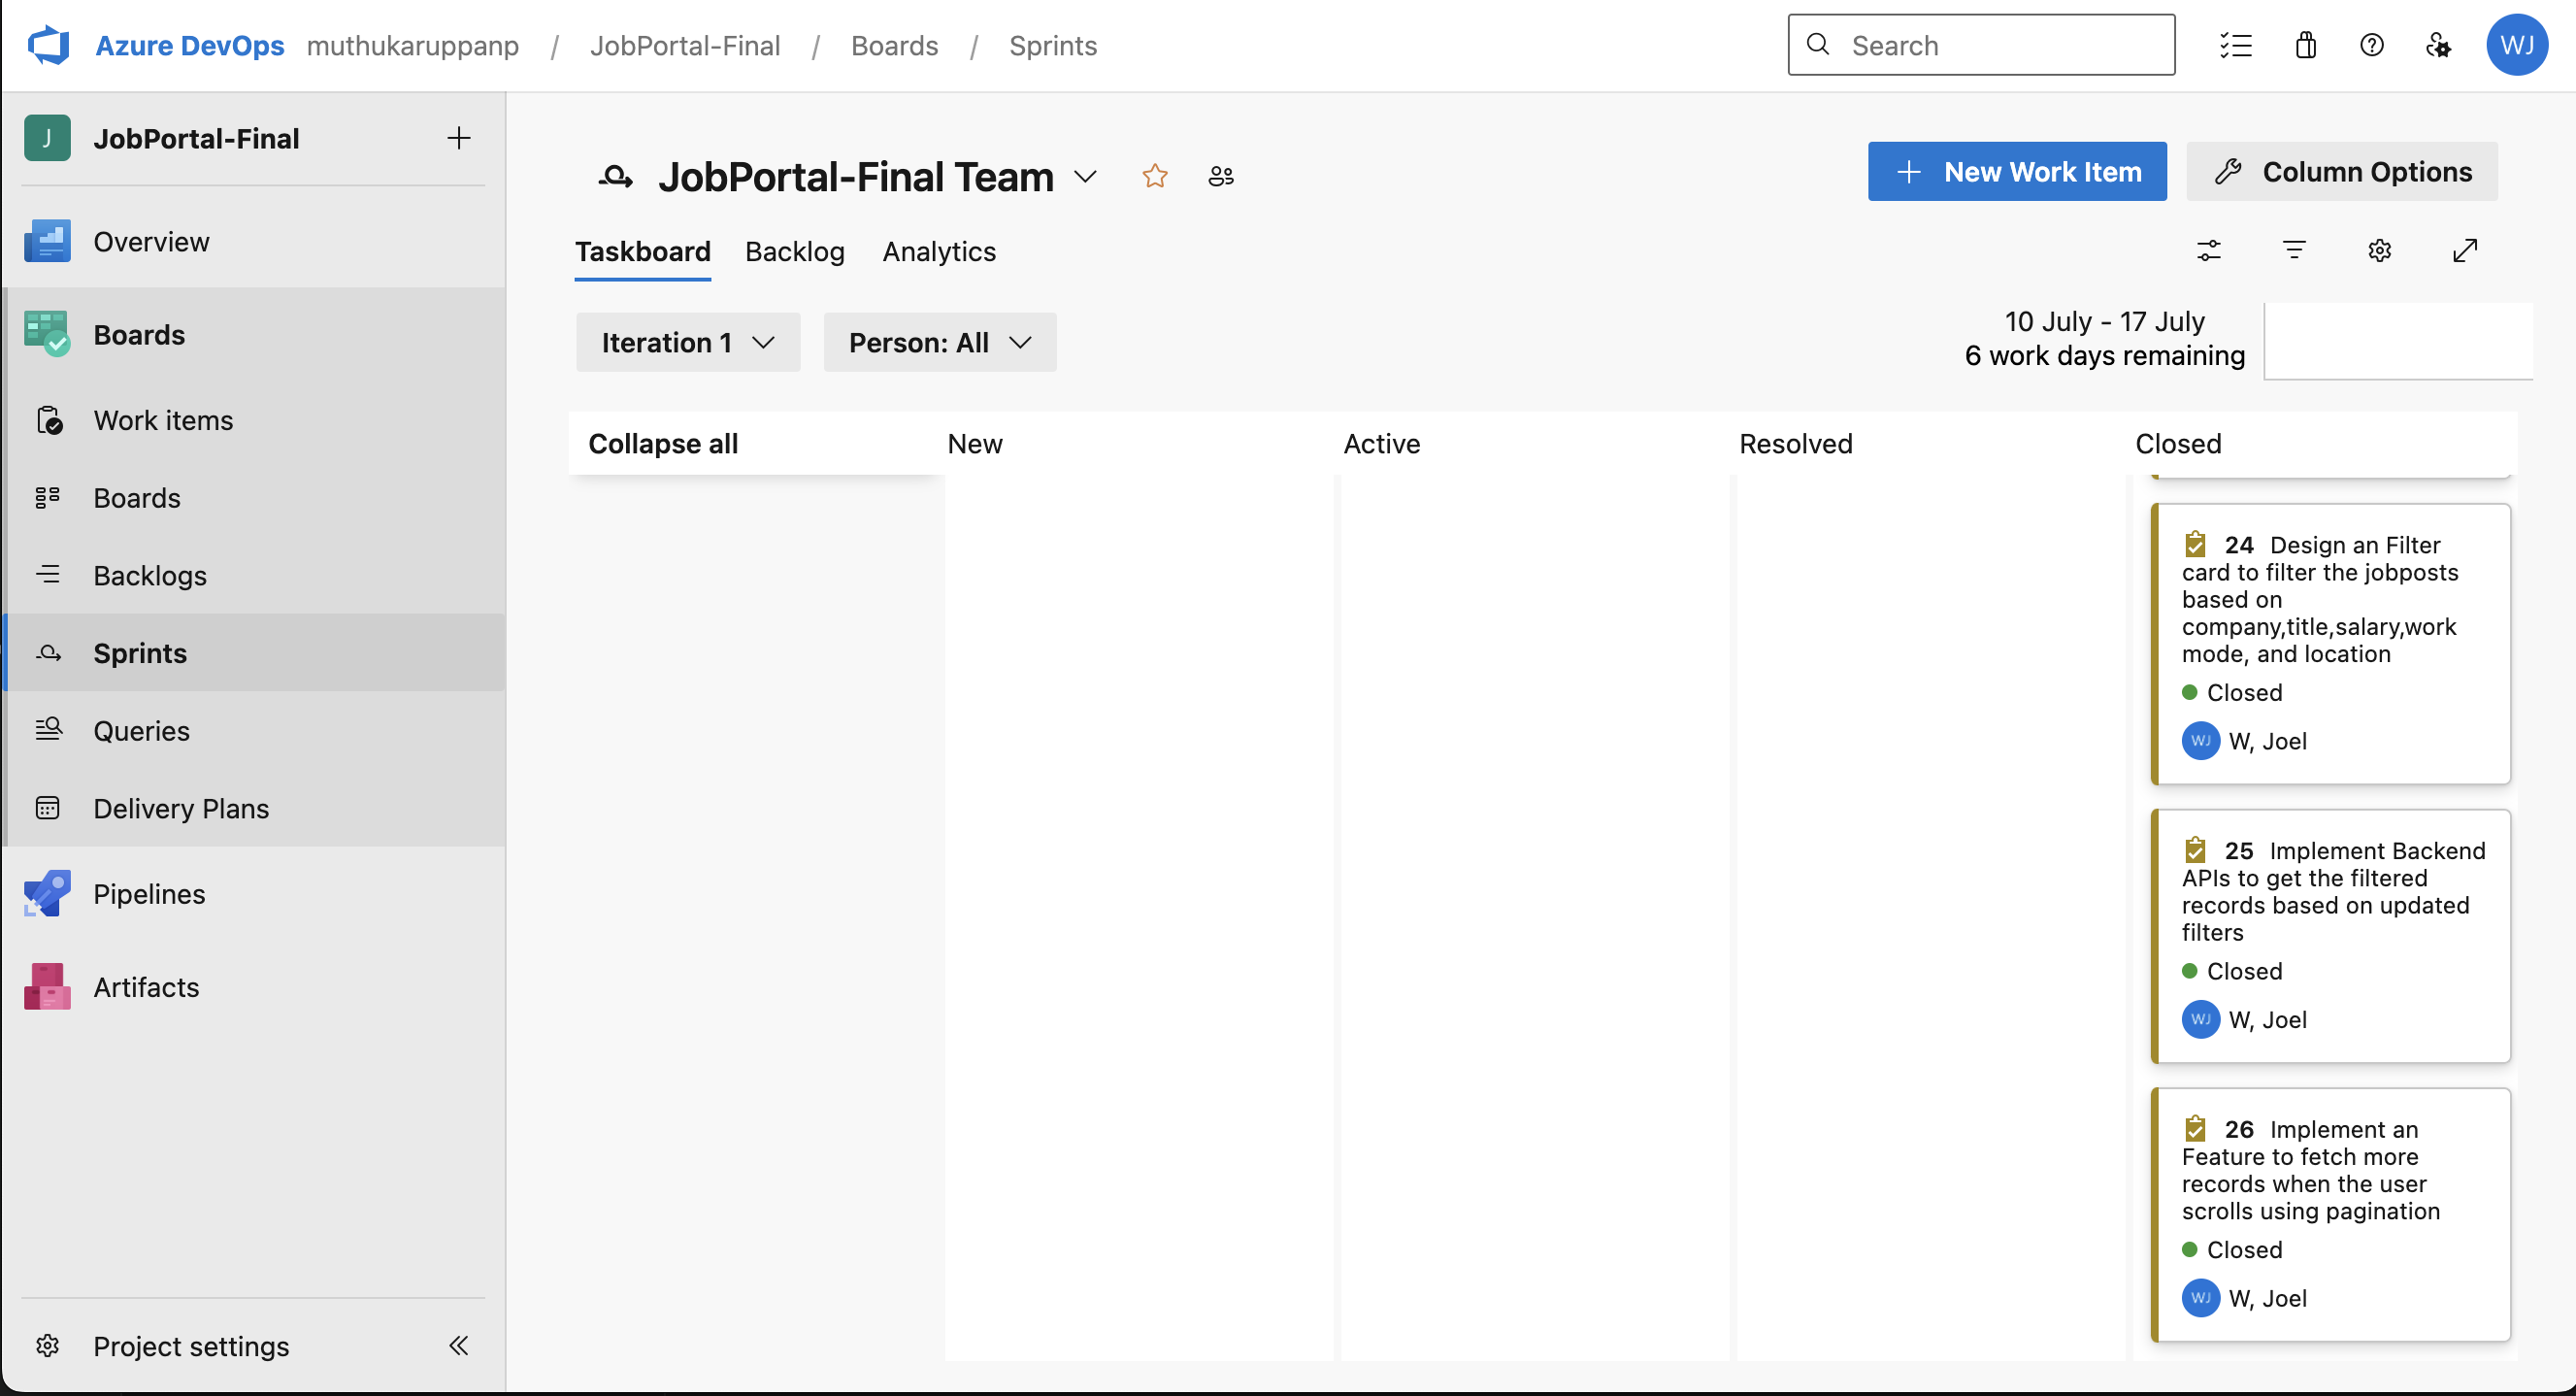 Azure DevOps muthukaruppanp / JobPortal-Final / Boards / Sprints
Search
WJ
J JobPortal-Final
Overview
Boards
Work items
Boards
Backlogs
Sprints
Queries
Delivery Plans
Pipelines
Artifacts
Project settings
JobPortal-Final Team
New Work Item
Column Options
Taskboard Backlog Analytics
Iteration 1
Person: All
10 July - 17 July
6 work days remaining
Collapse all New Active Resolved Closed
24 Design an Filter
card to filter the jobposts
based on
company,title,salary,work
mode, and location
Closed
WJ W, Joel
25 Implement Backend
APIs to get the filtered
records based on updated
filters
Closed
WJ W, Joel
26 Implement an
Feature to fetch more
records when the user
scrolls using pagination
Closed
WJ W, Joel